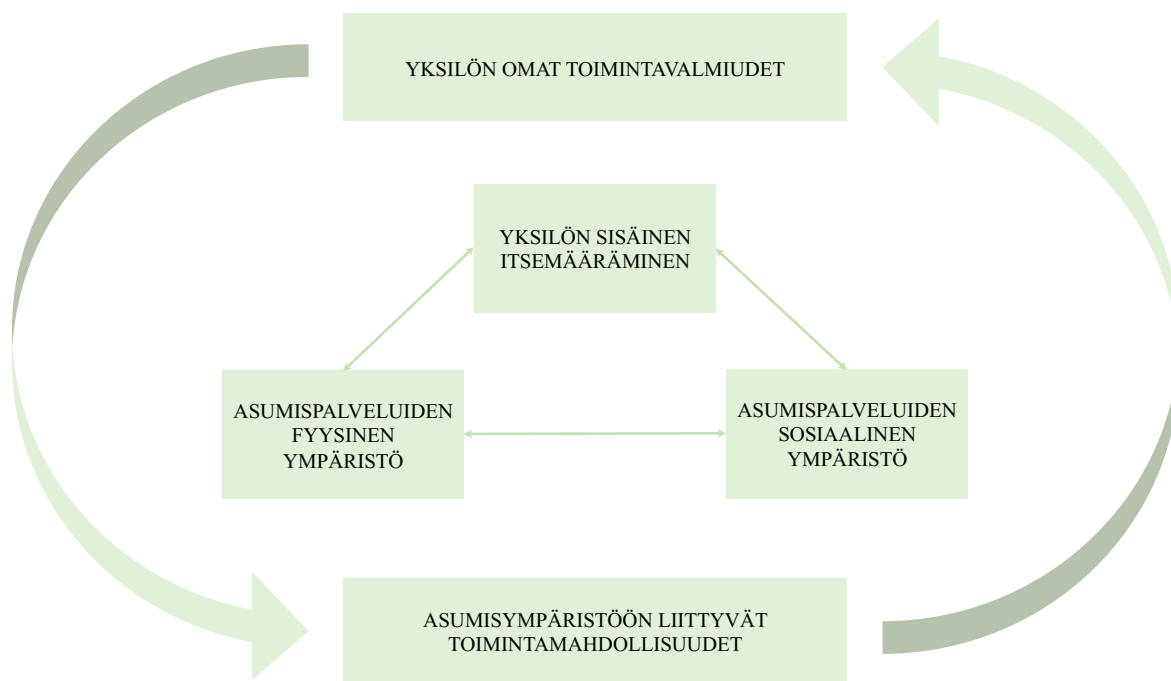 YKSILÖN OMAT TOIMINTAVALMIUDET
YKSILÖN SISÄINEN
ITSEMÄÄRÄMINEN
ASUMISPALVELUIDEN
FYYSINEN
YMPÄRISTÖ
ASUMISPALVELUIDEN
SOSIAALINEN
YMPÄRISTÖ
ASUMISYMPÄRISTÖÖN LIITTYVÄT
TOIMINTAMAHDOLLISUUDET